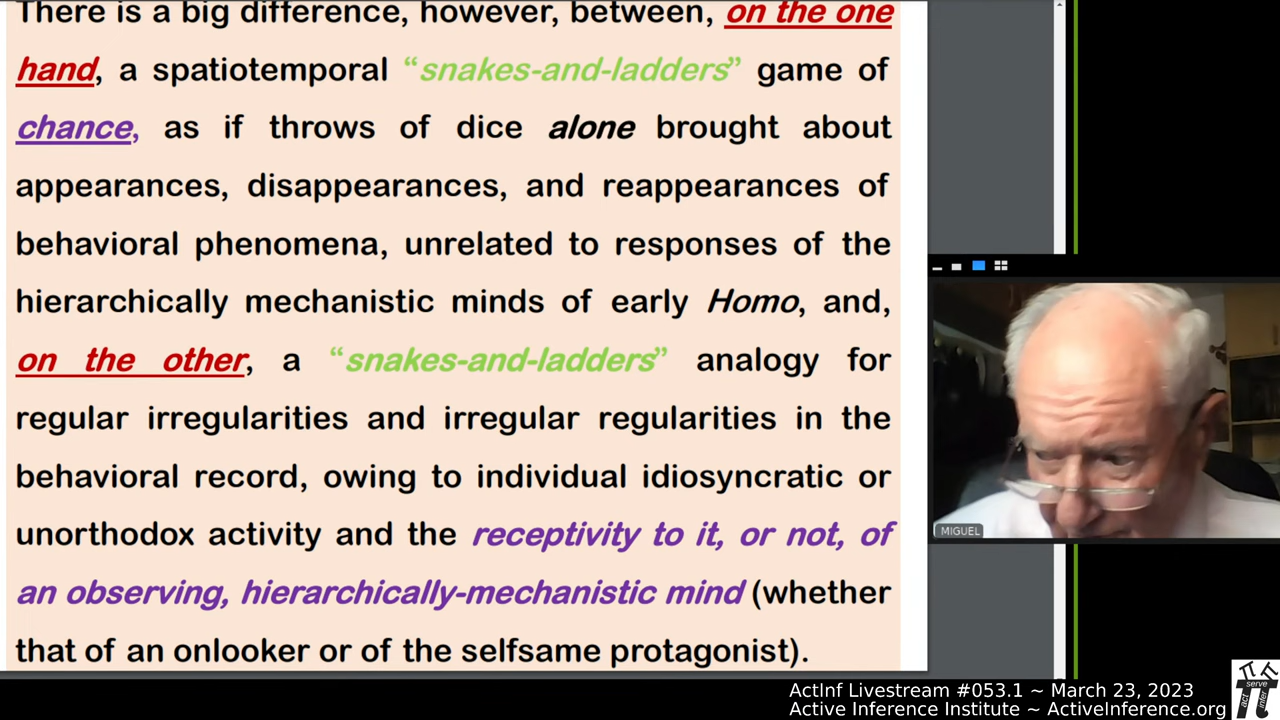 There is a big difference, however, between, on the one
hand, a spatiotemporal “snakes-and-ladders” game of
chance, as if throws of dice alone brought about
appearances, disappearances, and reappearances of
behavioral phenomena, unrelated to responses of the
hierarchically mechanistic minds of early Homo, and,
on the other, a “snakes-and-ladders” analogy for
regular irregularities and irregular regularities in the
behavioral record, owing to individual idiosyncratic or
unorthodox activity and the receptivity to it, or not, of
an observing, hierarchically-mechanistic mind (whether
that of an onlooker or of the selfsame protagonist).
MIGUEL
ActInf Livestream #053.1 ~ March 23, 2023
Active Inference Institute ~ ActiveInference.org
serve
act
infer